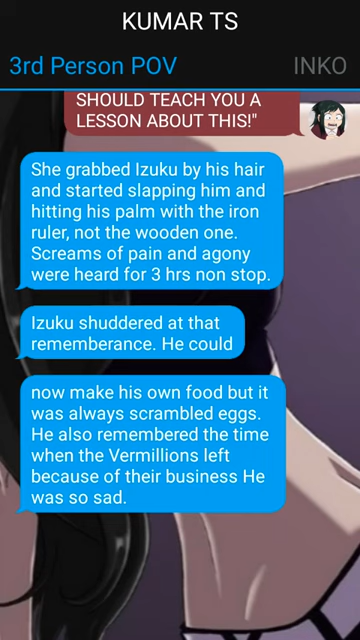 KUMAR TS
3rd Person POV
INKO
SHOULD TEACH YOU A
LESSON ABOUT THIS!"
She grabbed Izuku by his hair
and started slapping him and
hitting his palm with the iron
ruler, not the wooden one.
Screams of pain and agony
were heard for 3 hrs non stop.
Izuku shuddered at that
rememberance. He could
now make his own food but it
was always scrambled eggs.
He also remembered the time
when the Vermillions left
because of their business He
was so sad.